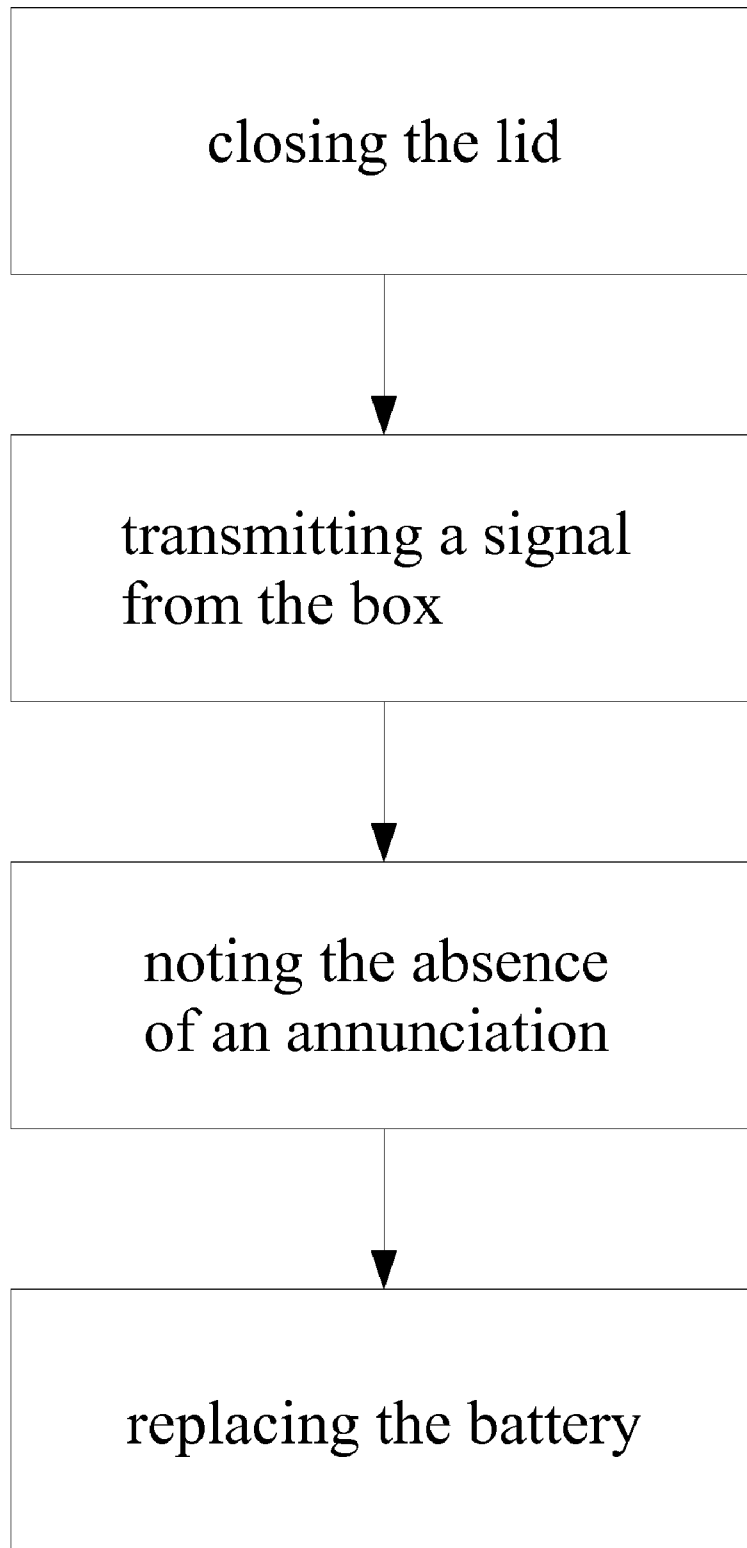 closing the lid
transmitting a signal
from the box
noting the absence
of an annunciation
replacing the battery